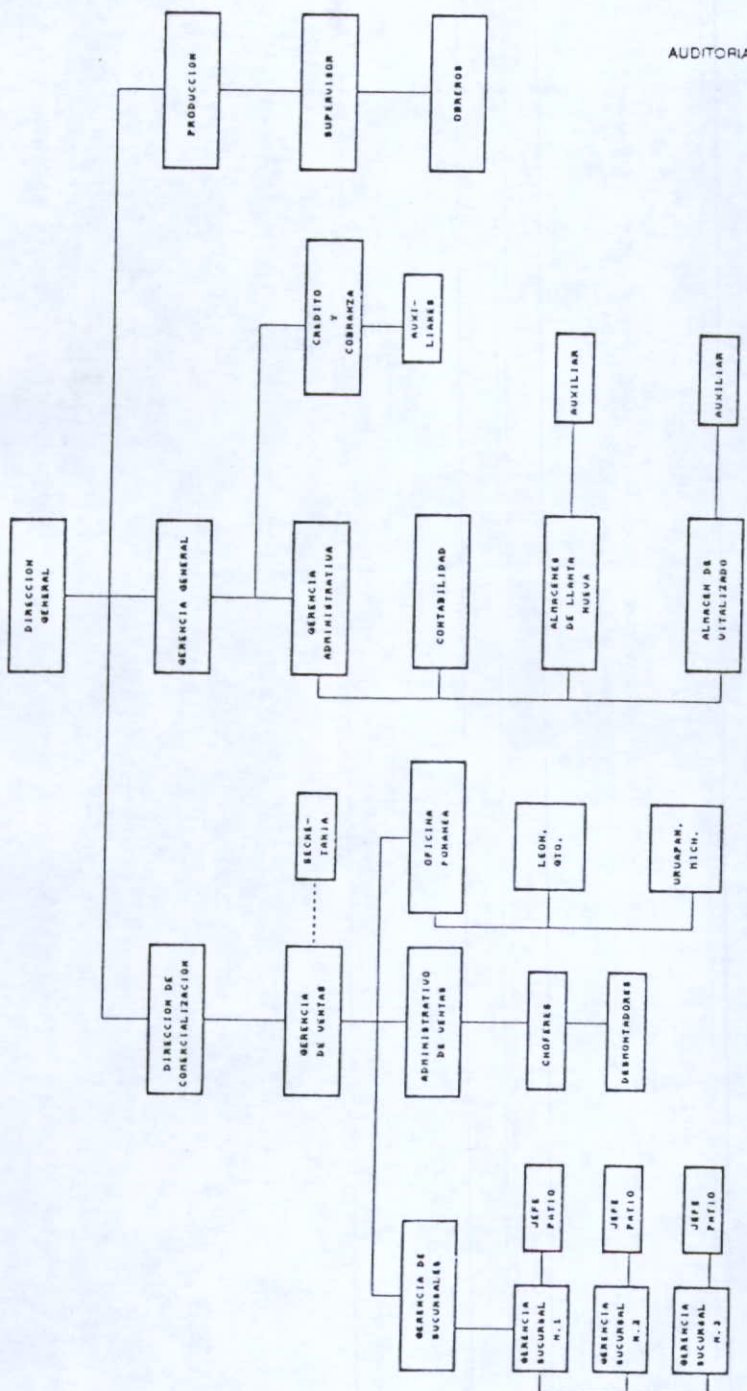 AUDITORIA
DIRECCION
GENERAL
DIRECCION DE
COMERCIALIZACION
GERENCIA GENERAL
PRODUCCION
GERENCIA
DE VENTAS
SECRE-
TARIA
GERENCIA
ADMINISTRATIVA
CREDITO
Y
COBRANZA
SUPERVISOR
GERENCIA DE
SUCURSALES
ADMINISTRATIVO
DE VENTAS
OFICINA
FORANEA
CONTABILIDAD
AUXI-
LIARES
OBREROS
GERENCIA
SUCURSAL
N.1
JEFE
PATIO
CHOFERES
LEON,
GTO.
ALMACENES
DE LLANTA
NUEVA
AUXILIAR
GERENCIA
SUCURSAL
JEFE
PATIO
DESMONTADORES
URUAPAN,
MICH.
ALMACEN DE
VITALIZADO
AUXILIAR
GERENCIA
SUCURSAL
JEFE
PATIO